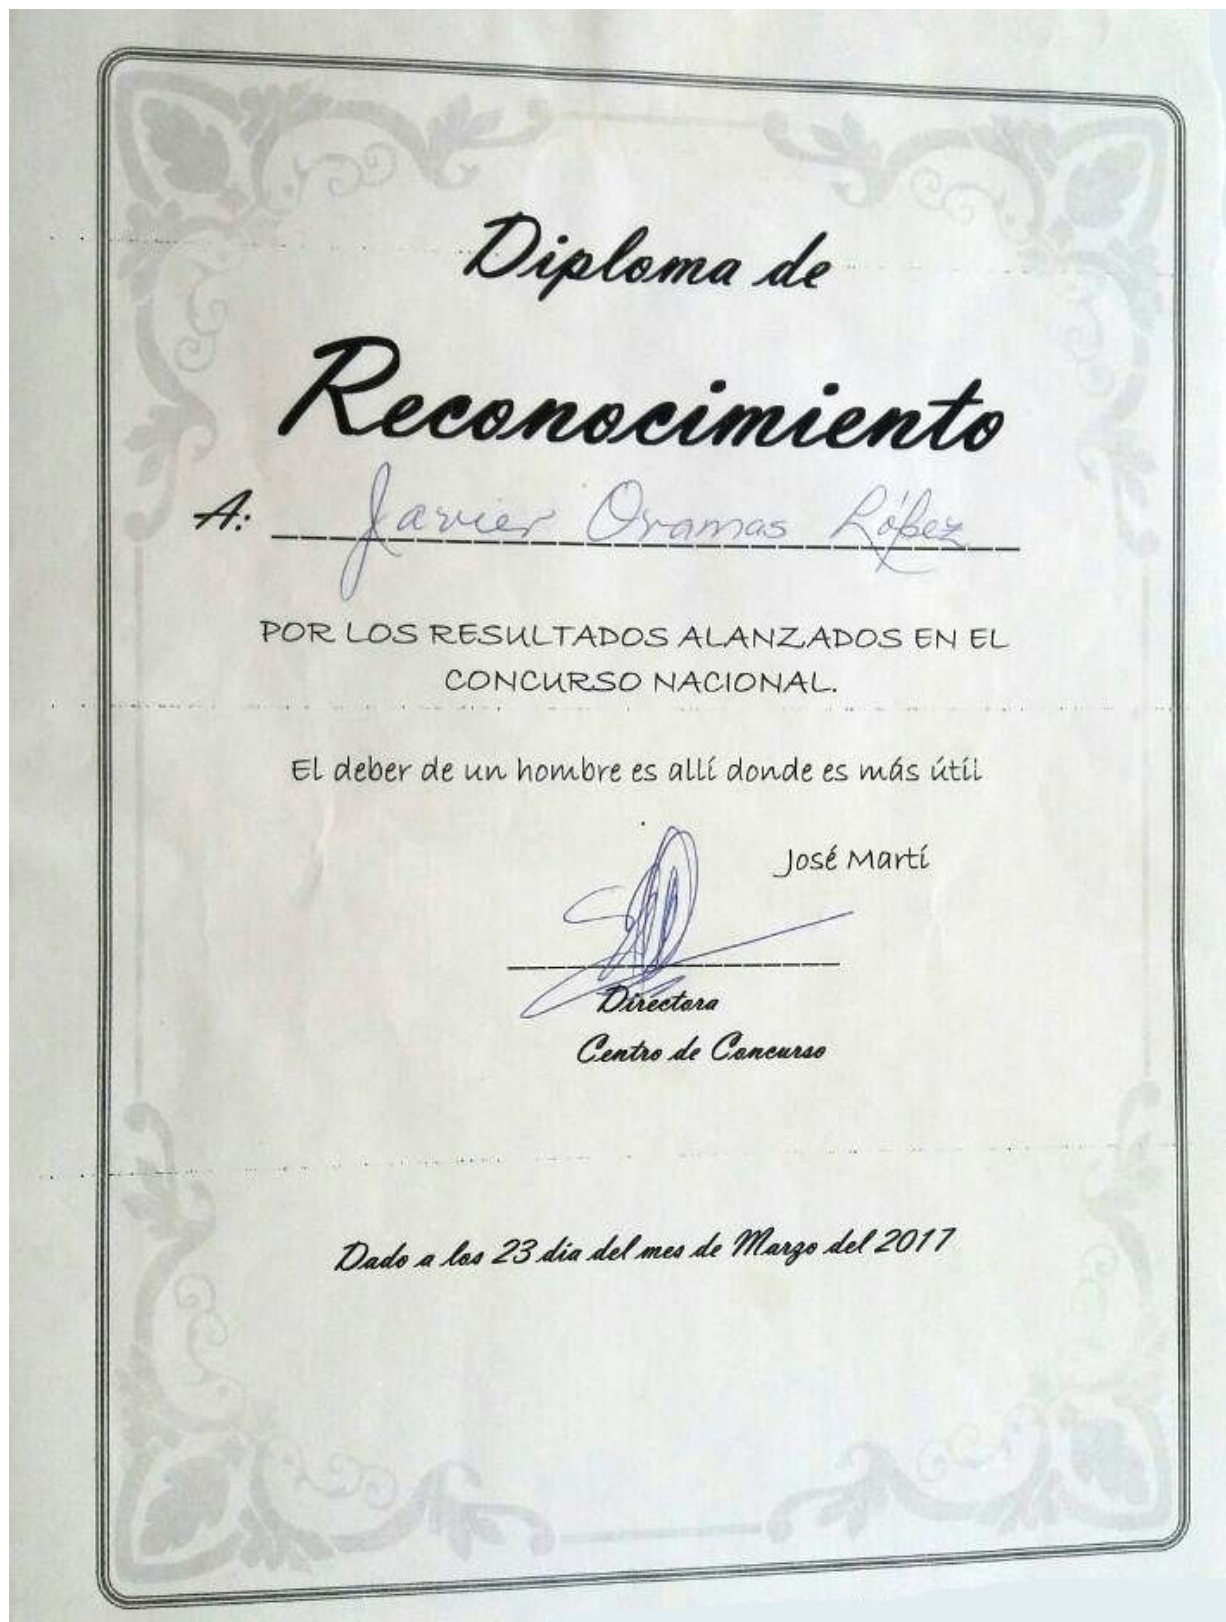 Diploma de
Reconocimiento
A: Javier Oramas López
POR LOS RESULTADOS ALANZADOS EN EL
CONCURSO NACIONAL.
El deber de un hombre es allí donde es más útil
José Martí
Directora
Centro de Concurso
Dado a los 23 dia del mes de Marzo del 2017